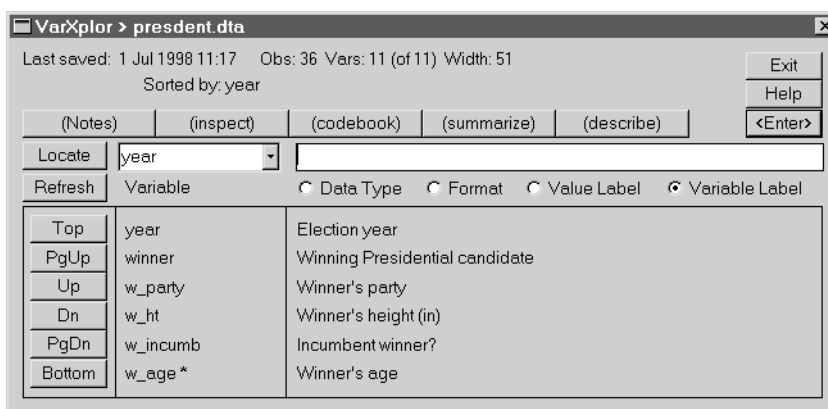 VarXplor > presdent.dta
Last saved: 1 Jul 1998 11:17 Obs: 36 Vars: 11 (of 11) Width: 51
Sorted by: year
Exit
Help
(Notes) (inspect) (codebook) (summarize) (describe) <Enter>
Locate year
Refresh Variable Data Type Format Value Label Variable Label
Top year Election year
PgUp winner Winning Presidential candidate
Up w_party Winner's party
Dn w_ht Winner's height (in)
PgDn w_incumb Incumbent winner?
Bottom w_age * Winner's age